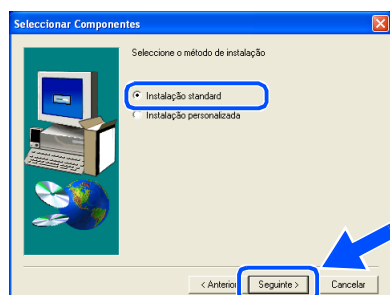 Seleccionar Componentes
Seleccione o método de instalação
Instalação standard
Instalação personalizada
< Anterior Seguinte > Cancelar